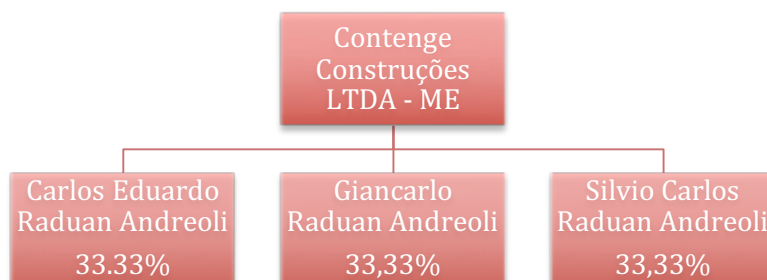 Contenge
Construções
LTDA - ME
Carlos Eduardo
Raduan Andreoli
33.33%
Giancarlo
Raduan Andreoli
33,33%
Silvio Carlos
Raduan Andreoli
33,33%